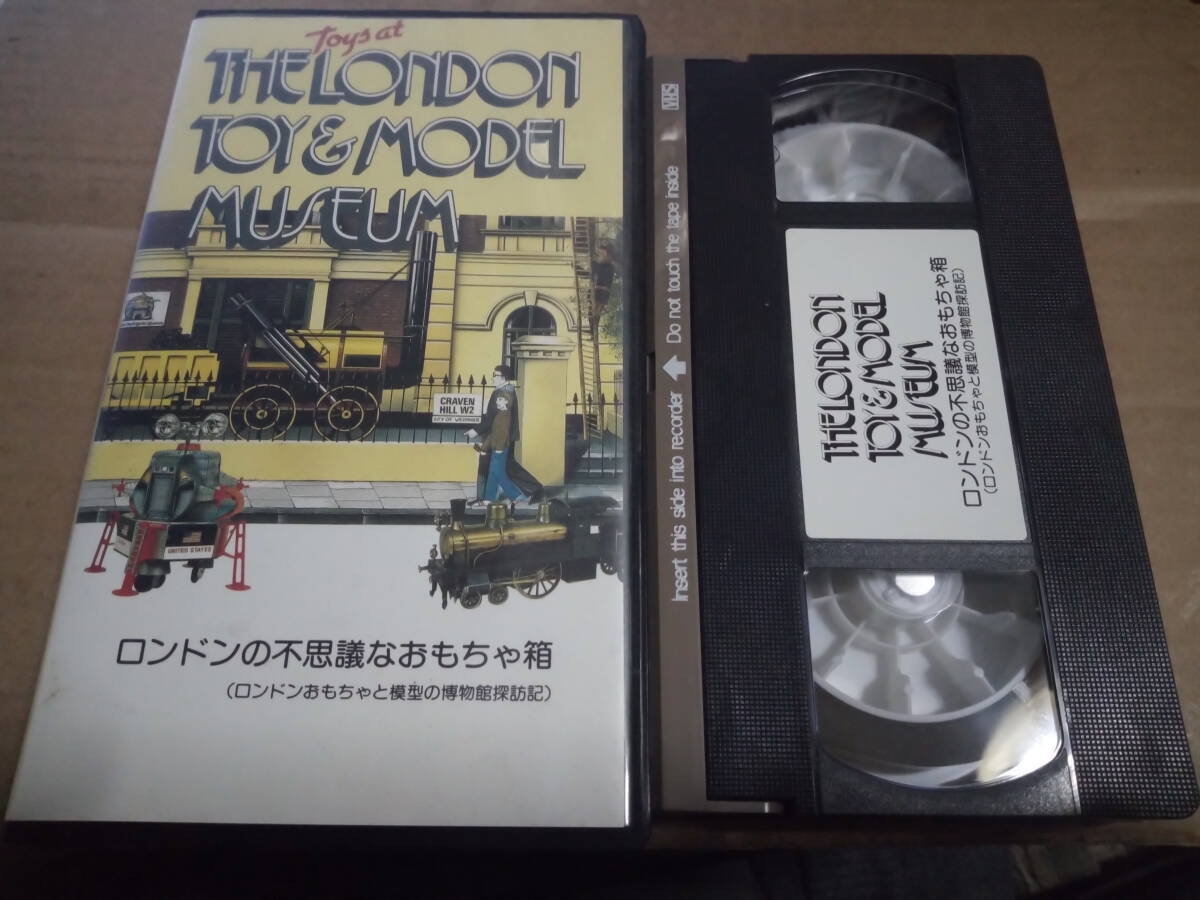 Toys at
THE LONDON
TOY & MODEL
MUSEUM
CRAVEN
HILL W2
UNITED STATES
ロンドンの不思議なおもちゃ箱
(ロンドンおもちゃと模型の博物館探訪記)
VHS
Insert this side into recorder Do not touch the tape inside
THE LONDON
TOY & MODEL
MUSEUM
ロンドンの不思議なおもちゃ箱
(ロンドンおもちゃと模型の博物館探訪記)